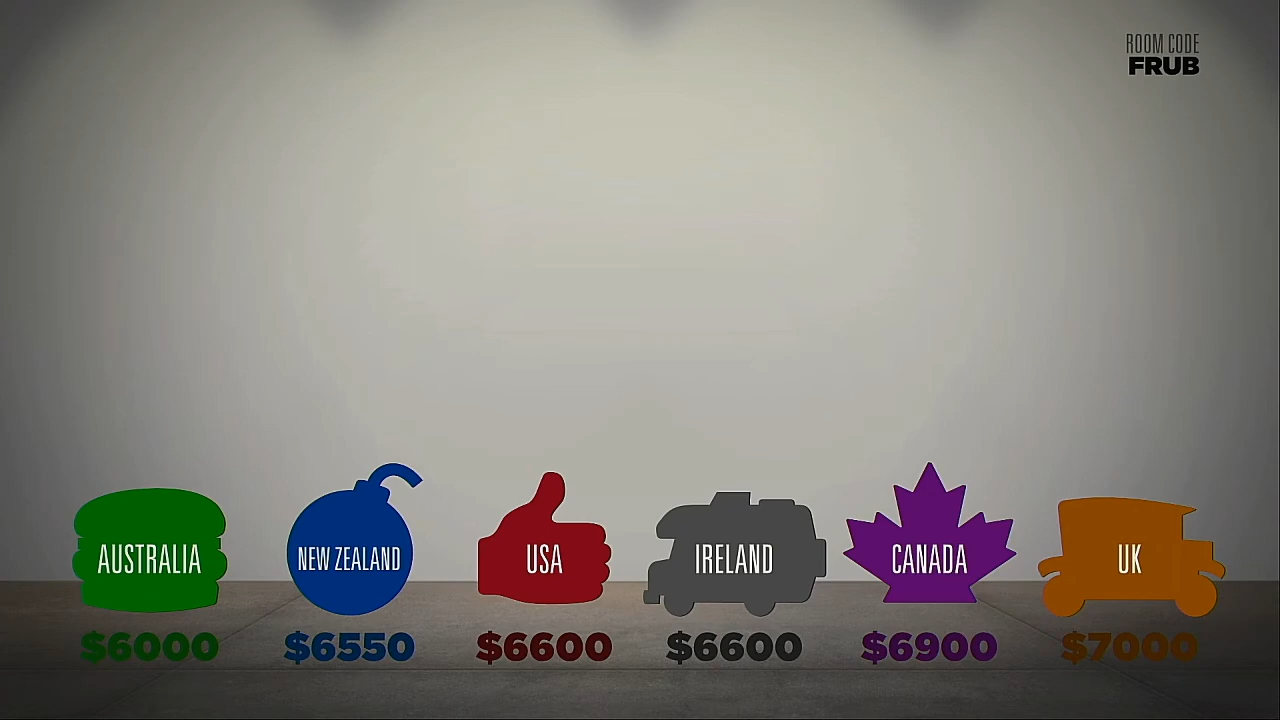 ROOM CODE
FRUB
AUSTRALIA
NEW ZEALAND
USA
IRELAND
CANADA
UK
$6000
$6550
$6600
$6600
$6900
$7000